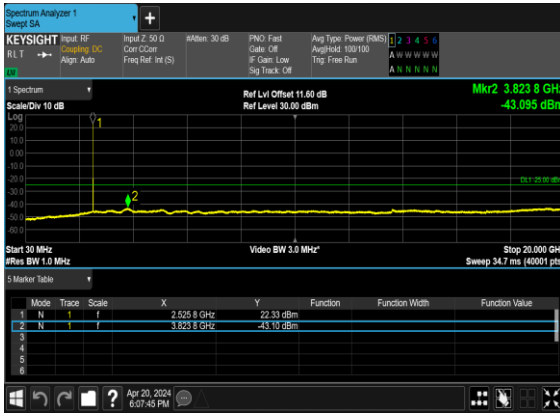 Spectrum Analyzer 1
Swept SA
+
KEYSIGHT
RLT
Input: RF
Coupling: DC
Align: Auto
Input Z: 50 Ω
Corr CCorr
Freq Ref: Int (S)
#Atten: 30 dB
PNO: Fast
Gate: Off
IF Gain: Low
Sig Track: Off
Avg Type: Power (RMS)
Avg|Hold: 100/100
Trig: Free Run
1 2 3 4 5 6
A W W W W W
A N N N N N
1 Spectrum
Scale/Div 10 dB
Ref Lvl Offset 11.60 dB
Ref Level 30.00 dBm
Mkr2 3.823 8 GHz
-43.095 dBm
Log
20.0
10.0
0.00
-10.0
-20.0
-30.0
-40.0
-50.0
-60.0
1
2
DL1 -25.00 dBm
Start 30 MHz
#Res BW 1.0 MHz
Video BW 3.0 MHz*
Stop 20.000 GH
Sweep 34.7 ms (40001 pts
5 Marker Table
Mode Trace Scale X Y Function Function Width Function Value
1 N 1 f 2.525 8 GHz 22.33 dBm
2 N 1 f 3.823 8 GHz -43.10 dBm
3
4
5
6
?
Apr 20, 2024
6:07:45 PM